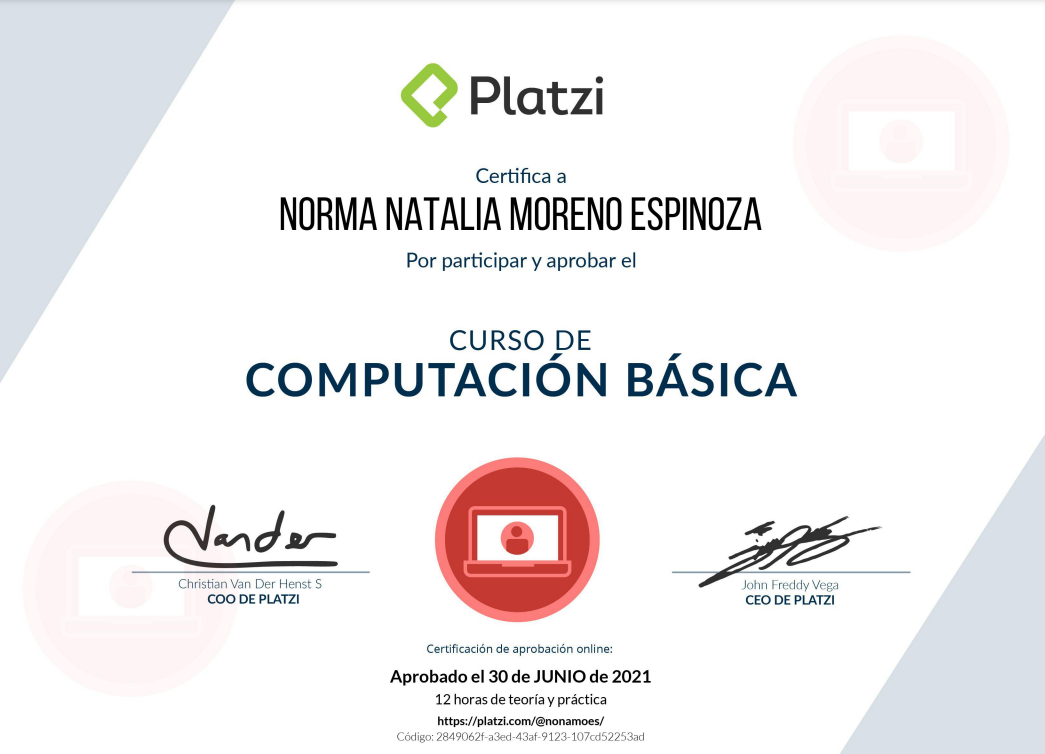 Platzi
Certifica a
NORMA NATALIA MORENO ESPINOZA
Por participar y aprobar el
CURSO DE
COMPUTACIÓN BÁSICA
Vander
Christian Van Der Henst S
COO DE PLATZI
John Freddy Vega
CEO DE PLATZI
Certificación de aprobación online:
Aprobado el 30 de JUNIO de 2021
12 horas de teoría y práctica
https://platzi.com/@nonamoes/
Código: 2849062f-a3ed-43af-9123-107cd52253ad